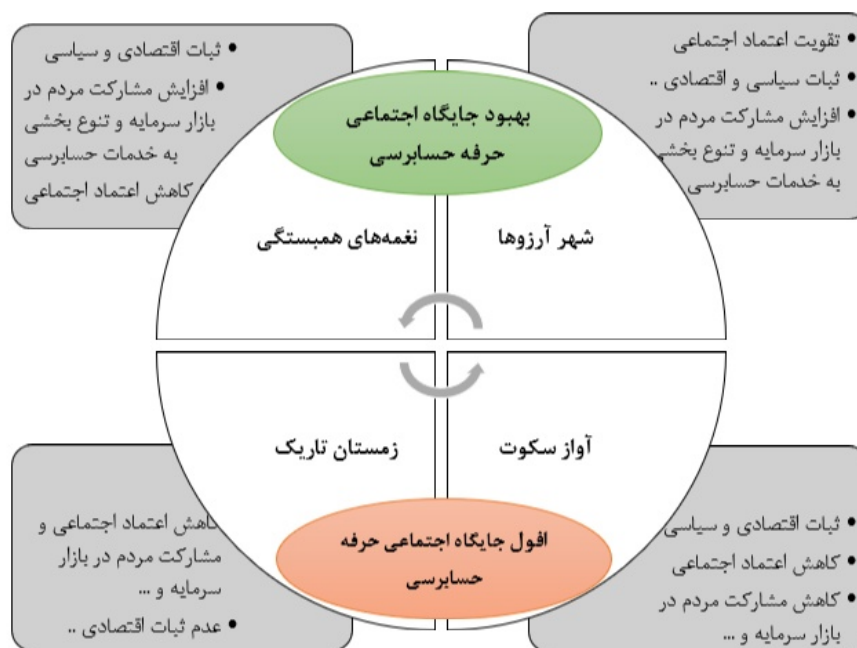 تقویت اعتماد اجتماعی
ثبات سیاسی و اقتصادی ..
افزایش مشارکت مردم در
بازار سرمایه و تنوع بخشی
به خدمات حسابرسی
ثبات اقتصادی و سیاسی
افزایش مشارکت مردم در
بازار سرمایه و تنوع بخشی
به خدمات حسابرسی
کاهش اعتماد اجتماعی
بهبود جایگاه اجتماعی
حرفه حسابرسی
شهر آرزوها
نغمه‌های همبستگی
آواز سکوت
زمستان تاریک
افول جایگاه اجتماعی حرفه
حسابرسی
ثبات اقتصادی و سیاسی
کاهش اعتماد اجتماعی
کاهش مشارکت مردم در
بازار سرمایه و ...
کاهش اعتماد اجتماعی و
مشارکت مردم در بازار
سرمایه و ...
عدم ثبات اقتصادی ..